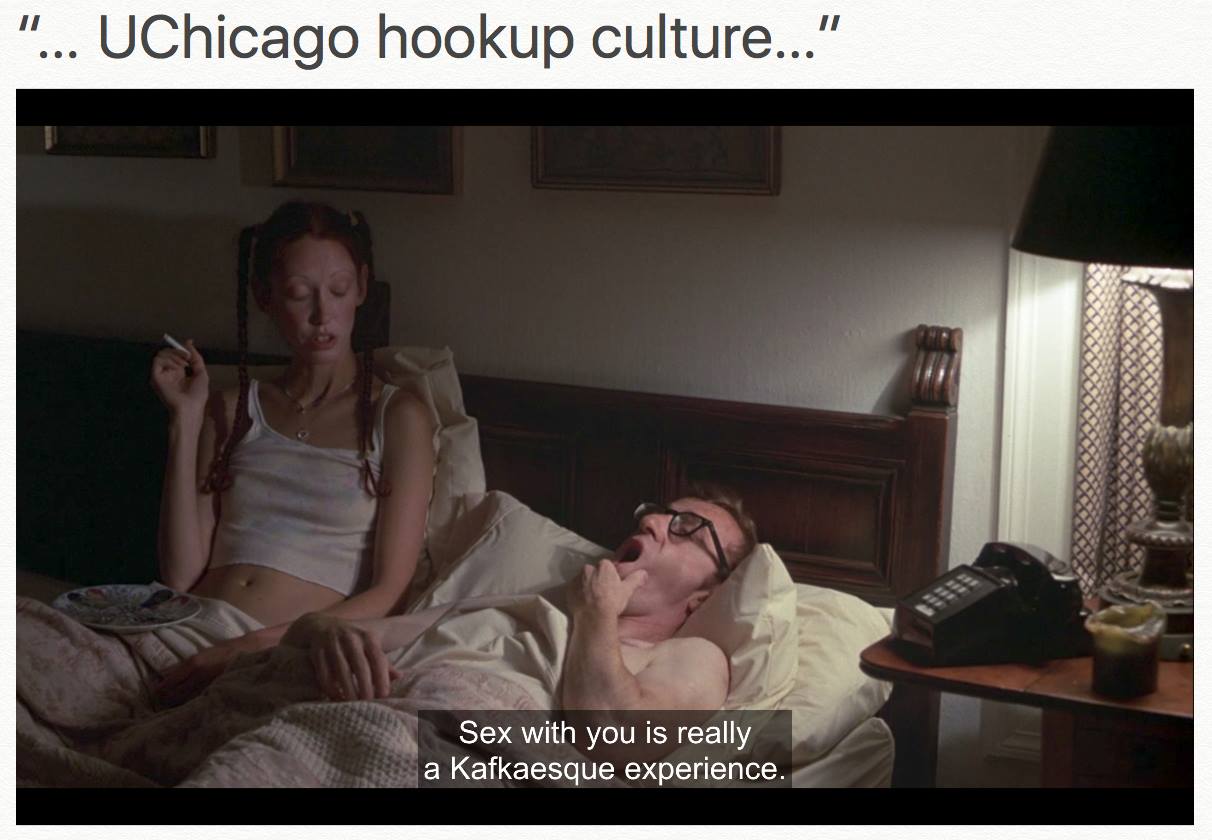 “... UChicago hookup culture...”
Sex with you is really
a Kafkaesque experience.